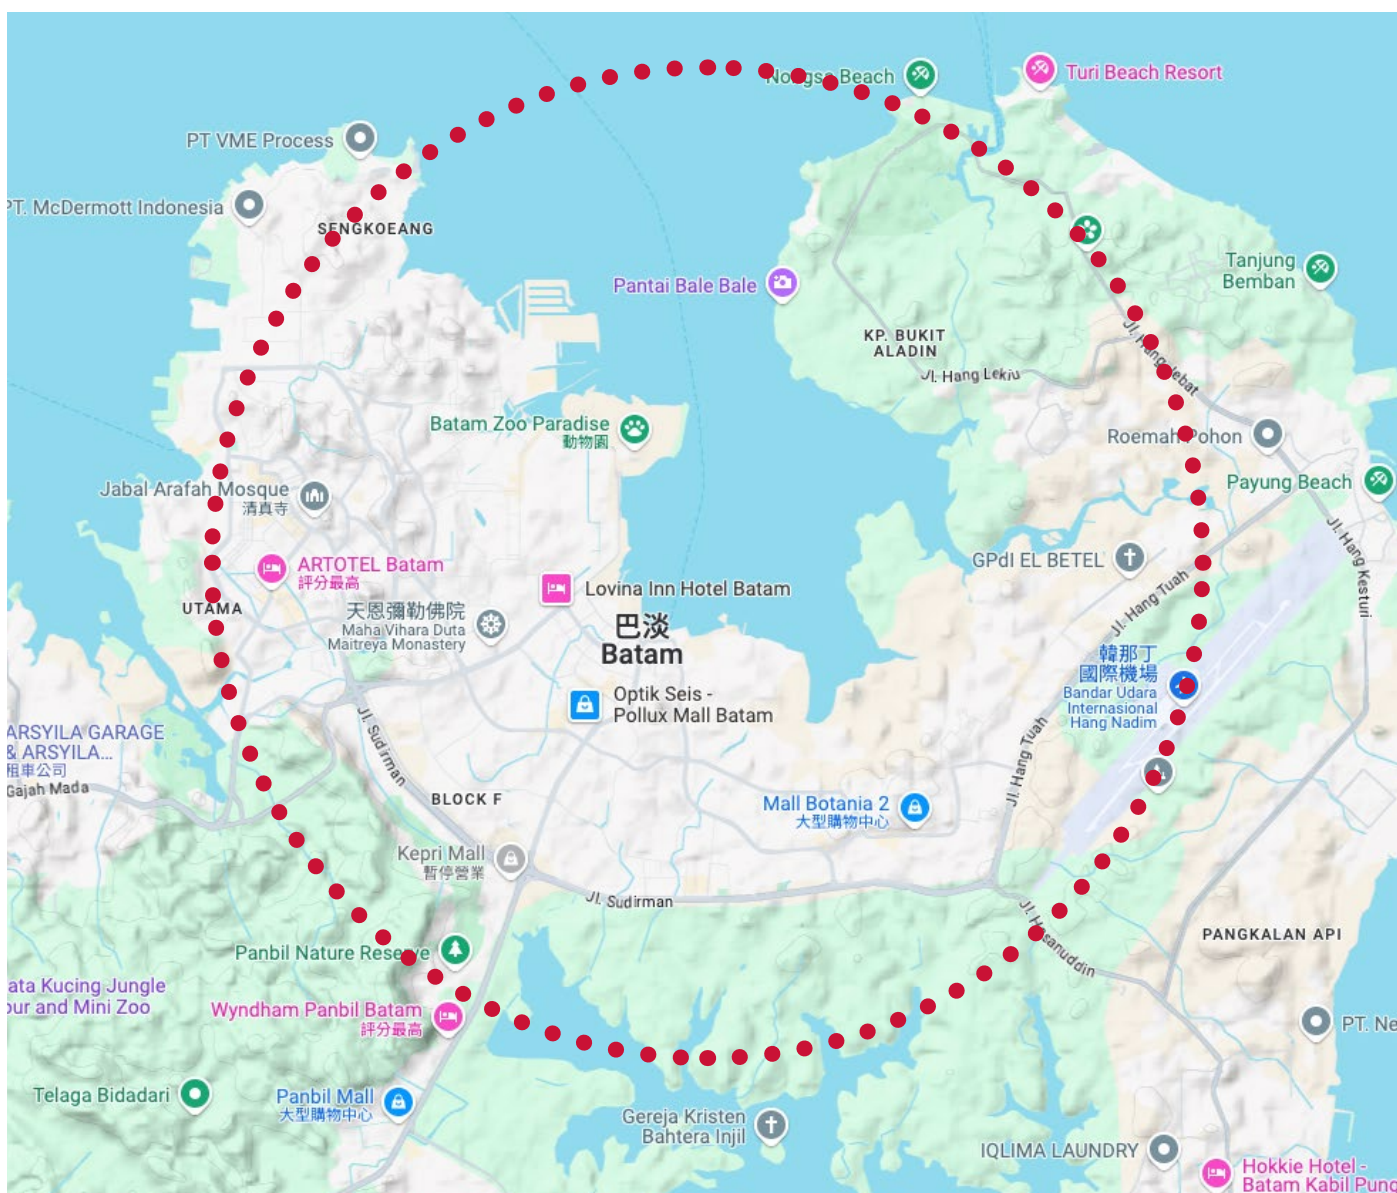 Nongsa Beach
Turi Beach Resort
PT VME Process
PT. McDermott Indonesia
SENGKOEANG
Tanjung
Bemban
Pantai Bale Bale
KP. BUKIT
ALADIN
Jl. Hang Lekiu
Jl. Hang Jebat
Batam Zoo Paradise
動物園
Roemah Pohon
Payung Beach
Jabal Arafah Mosque
清真寺
Jl. Hang Kesturi
GPdI EL BETEL
ARTOTEL Batam
評分最高
Lovina Inn Hotel Batam
Jl. Hang Tuah
UTAMA
天恩彌勒佛院
Maha Vihara Duta
Maitreya Monastery
巴淡
Batam
韓那丁
國際機場
Bandar Udara
Internasional
Hang Nadim
Optik Seis -
Pollux Mall Batam
Jl. Sudirman
ARSYILA GARAGE
& ARSYILA...
租車公司
Gajah Mada
Jl. Hang Tuah
BLOCK F
Mall Botania 2
大型購物中心
Kepri Mall
暫停營業
Jl. Sudirman
Jl. Hasanuddin
PANGKALAN API
Panbil Nature Reserve
ata Kucing Jungle
our and Mini Zoo
Wyndham Panbil Batam
評分最高
PT. Ne
Telaga Bidadari
Panbil Mall
大型購物中心
Gereja Kristen
Bahtera Injil
IQLIMA LAUNDRY
Hokkie Hotel -
Batam Kabil Pung